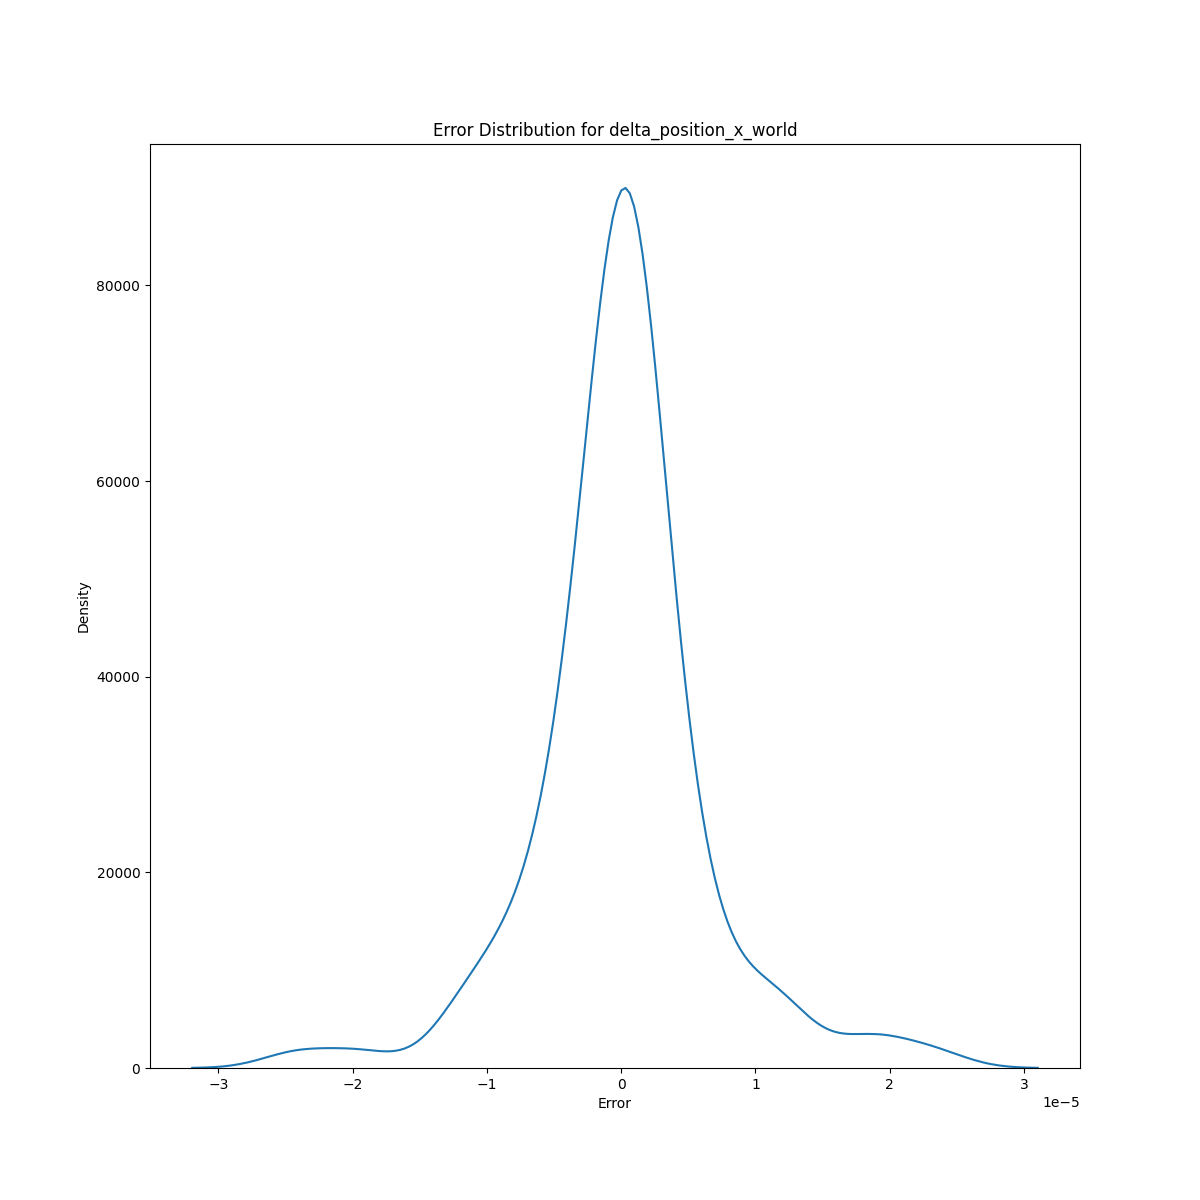 Error Distribution for delta_position_x_world
80000
60000
Density
40000
20000
0
−3 −2 −1 0 1 2 3
Error
1e−5